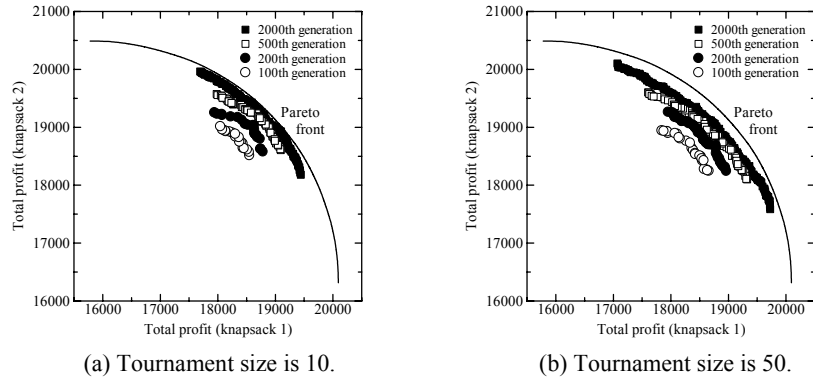 21000
20000
19000
18000
17000
16000
Total profit (knapsack 2)
2000th generation
500th generation
200th generation
100th generation
Pareto
front
16000 17000 18000 19000 20000
Total profit (knapsack 1)
(a) Tournament size is 10.
21000
20000
19000
18000
17000
16000
Total profit (knapsack 2)
2000th generation
500th generation
200th generation
100th generation
Pareto
front
16000 17000 18000 19000 20000
Total profit (knapsack 1)
(b) Tournament size is 50.